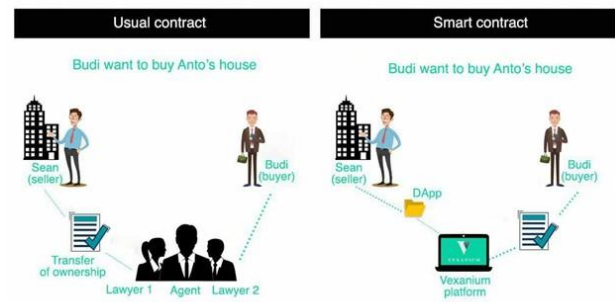 Usual contract
Budi want to buy Anto's house
Sean
(seller)
Budi
(buyer)
Transfer
of ownership
Lawyer 1
Agent
Lawyer 2
Smart contract
Budi want to buy Anto's house
Sean
(seller)
Budi
(buyer)
DApp
VEXANIUM
Vexanium
platform